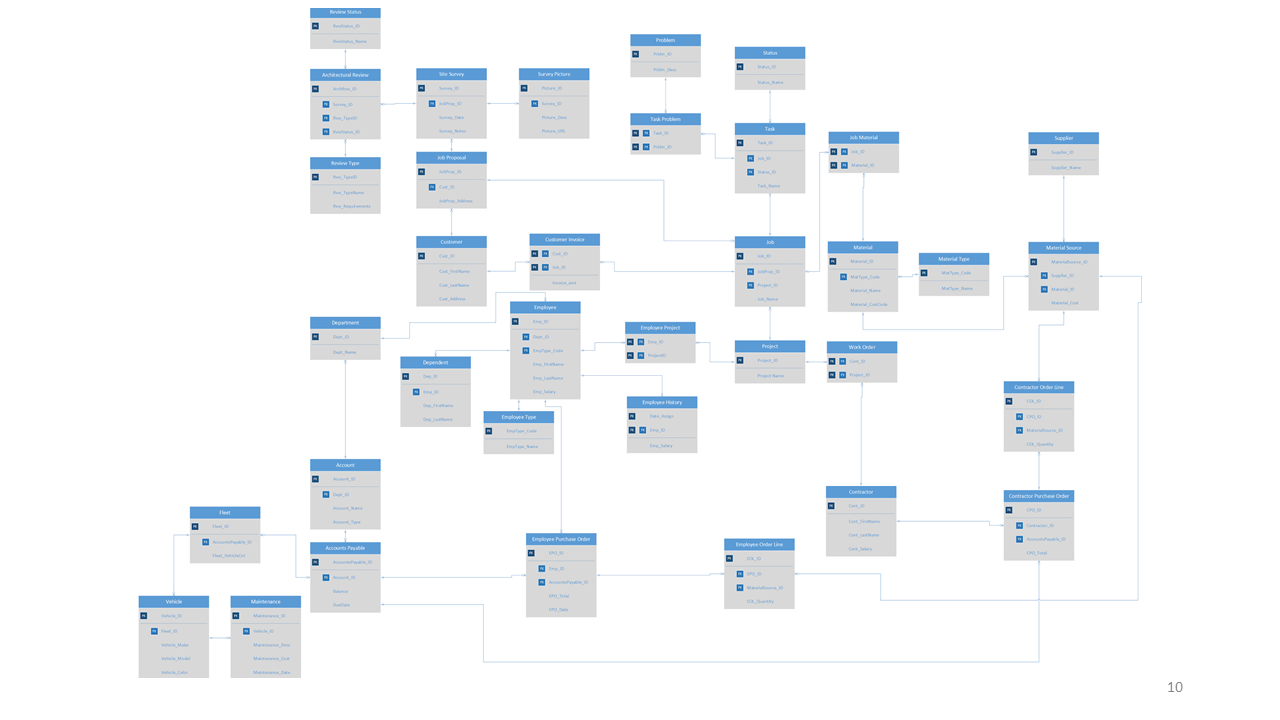 Review Status
PK RevwStatus_ID
RevwStatus_Name
Architectural Review
PK ArchRevw_ID
FK Survey_ID
FK Rvw_TypeID
FK RevwStatus_ID
Review Type
PK Rvw_TypeID
Rvw_TypeName
Rvw_Requirements
Site Survey
PK Survey_ID
FK JobProp_ID
Survey_Date
Survey_Notes
Survey Picture
PK Picture_ID
FK Survey_ID
Picture_Desc
Picture_URL
Job Proposal
PK JobProp_ID
FK Cust_ID
JobProp_Address
Customer
PK Cust_ID
Cust_FirstName
Cust_LastName
Cust_Address
Customer Invoice
PK FK Cust_ID
PK FK Job_ID
Invoice_amt
Problem
PK Poblm_ID
Poblm_Desc
Task Problem
PK FK Task_ID
PK FK Poblm_ID
Status
PK Status_ID
Status_Name
Task
PK Task_ID
FK Job_ID
FK Status_ID
Task_Name
Job
PK Job_ID
FK JobProp_ID
FK Project_ID
Job_Name
Job Material
PK FK Job_ID
PK FK Material_ID
Material
PK Material_ID
FK MatType_Code
Material_Name
Material_CostCode
Material Type
PK MatType_Code
MatType_Name
Supplier
PK Supplier_ID
Supplier_Name
Material Source
PK MaterialSource_ID
FK Supplier_ID
FK Material_ID
Material_Cost
Department
PK Dept_ID
Dept_Name
Dependent
PK Dep_ID
FK Emp_ID
Dep_FirstName
Dep_LastName
Employee
PK Emp_ID
FK Dept_ID
FK EmpType_Code
Emp_FirstName
Emp_LastName
Emp_Salary
Employee Type
PK EmpType_Code
EmpType_Name
Employee Project
PK FK Emp_ID
PK FK ProjectID
Employee History
PK Date_Assign
PK FK Emp_ID
Emp_Salary
Project
PK Project_ID
Project Name
Work Order
PK FK Cont_ID
PK FK Project_ID
Contractor Order Line
PK COL_ID
FK CPO_ID
FK MaterialSource_ID
COL_Quantity
Account
PK Account_ID
FK Dept_ID
Account_Name
Account_Type
Contractor
PK Cont_ID
Cont_FirstName
Cont_LastName
Cont_Salary
Contractor Purchase Order
PK CPO_ID
FK Contractor_ID
FK AccountsPayable_ID
CPO_Total
Fleet
PK Fleet_ID
FK AccountsPayable_ID
Fleet_VehicleCnt
Accounts Payable
PK AccountsPayable_ID
FK Account_ID
Balance
DueDate
Employee Purchase Order
PK EPO_ID
FK Emp_ID
FK AccountsPayable_ID
EPO_Total
EPO_Date
Employee Order Line
PK EOL_ID
FK EPO_ID
FK MaterialSource_ID
EOL_Quantity
Vehicle
PK Vehicle_ID
FK Fleet_ID
Vehicle_Make
Vehicle_Model
Vehicle_Color
Maintenance
PK Maintenance_ID
FK Vehicle_ID
Maintenance_Desc
Maintenance_Cost
Maintenance_Date
10